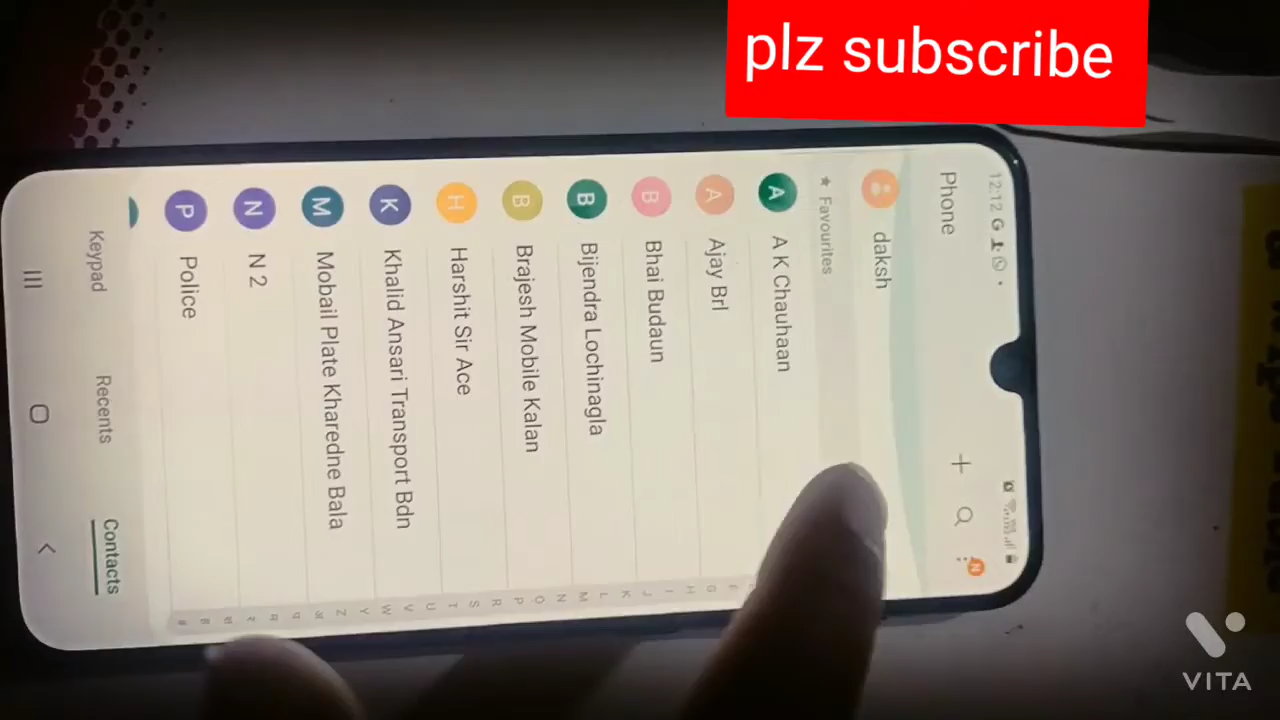 plz subscribe
12:12 G
Phone
daksh
★ Favourites
A A K Chauhaan
A Ajay Brl
B Bhai Budaun
B Bijendra Lochinagla
B Brajesh Mobile Kalan
H Harshit Sir Ace
K Khalid Ansari Transport Bdn
M Mobail Plate Kharedne Bala
N N 2
P Police
Keypad
Recents
Contacts
N
F
G
H
I
J
K
L
M
N
O
P
R
S
T
U
V
W
Y
Z
अ
प
म
र
स
ह
#
VITA